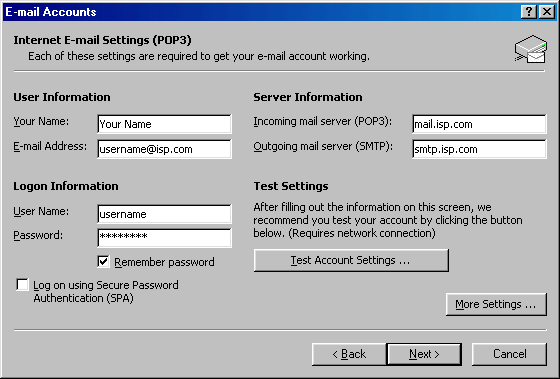 E-mail Accounts
Internet E-mail Settings (POP3)
Each of these settings are required to get your e-mail account working.
User Information
Your Name: Your Name
E-mail Address: username@isp.com
Server Information
Incoming mail server (POP3): mail.isp.com
Outgoing mail server (SMTP): smtp.isp.com
Logon Information
User Name: username
Password: ********
Remember password
Log on using Secure Password
Authentication (SPA)
Test Settings
After filling out the information on this screen, we
recommend you test your account by clicking the button
below. (Requires network connection)
Test Account Settings ...
More Settings ...
< Back
Next >
Cancel